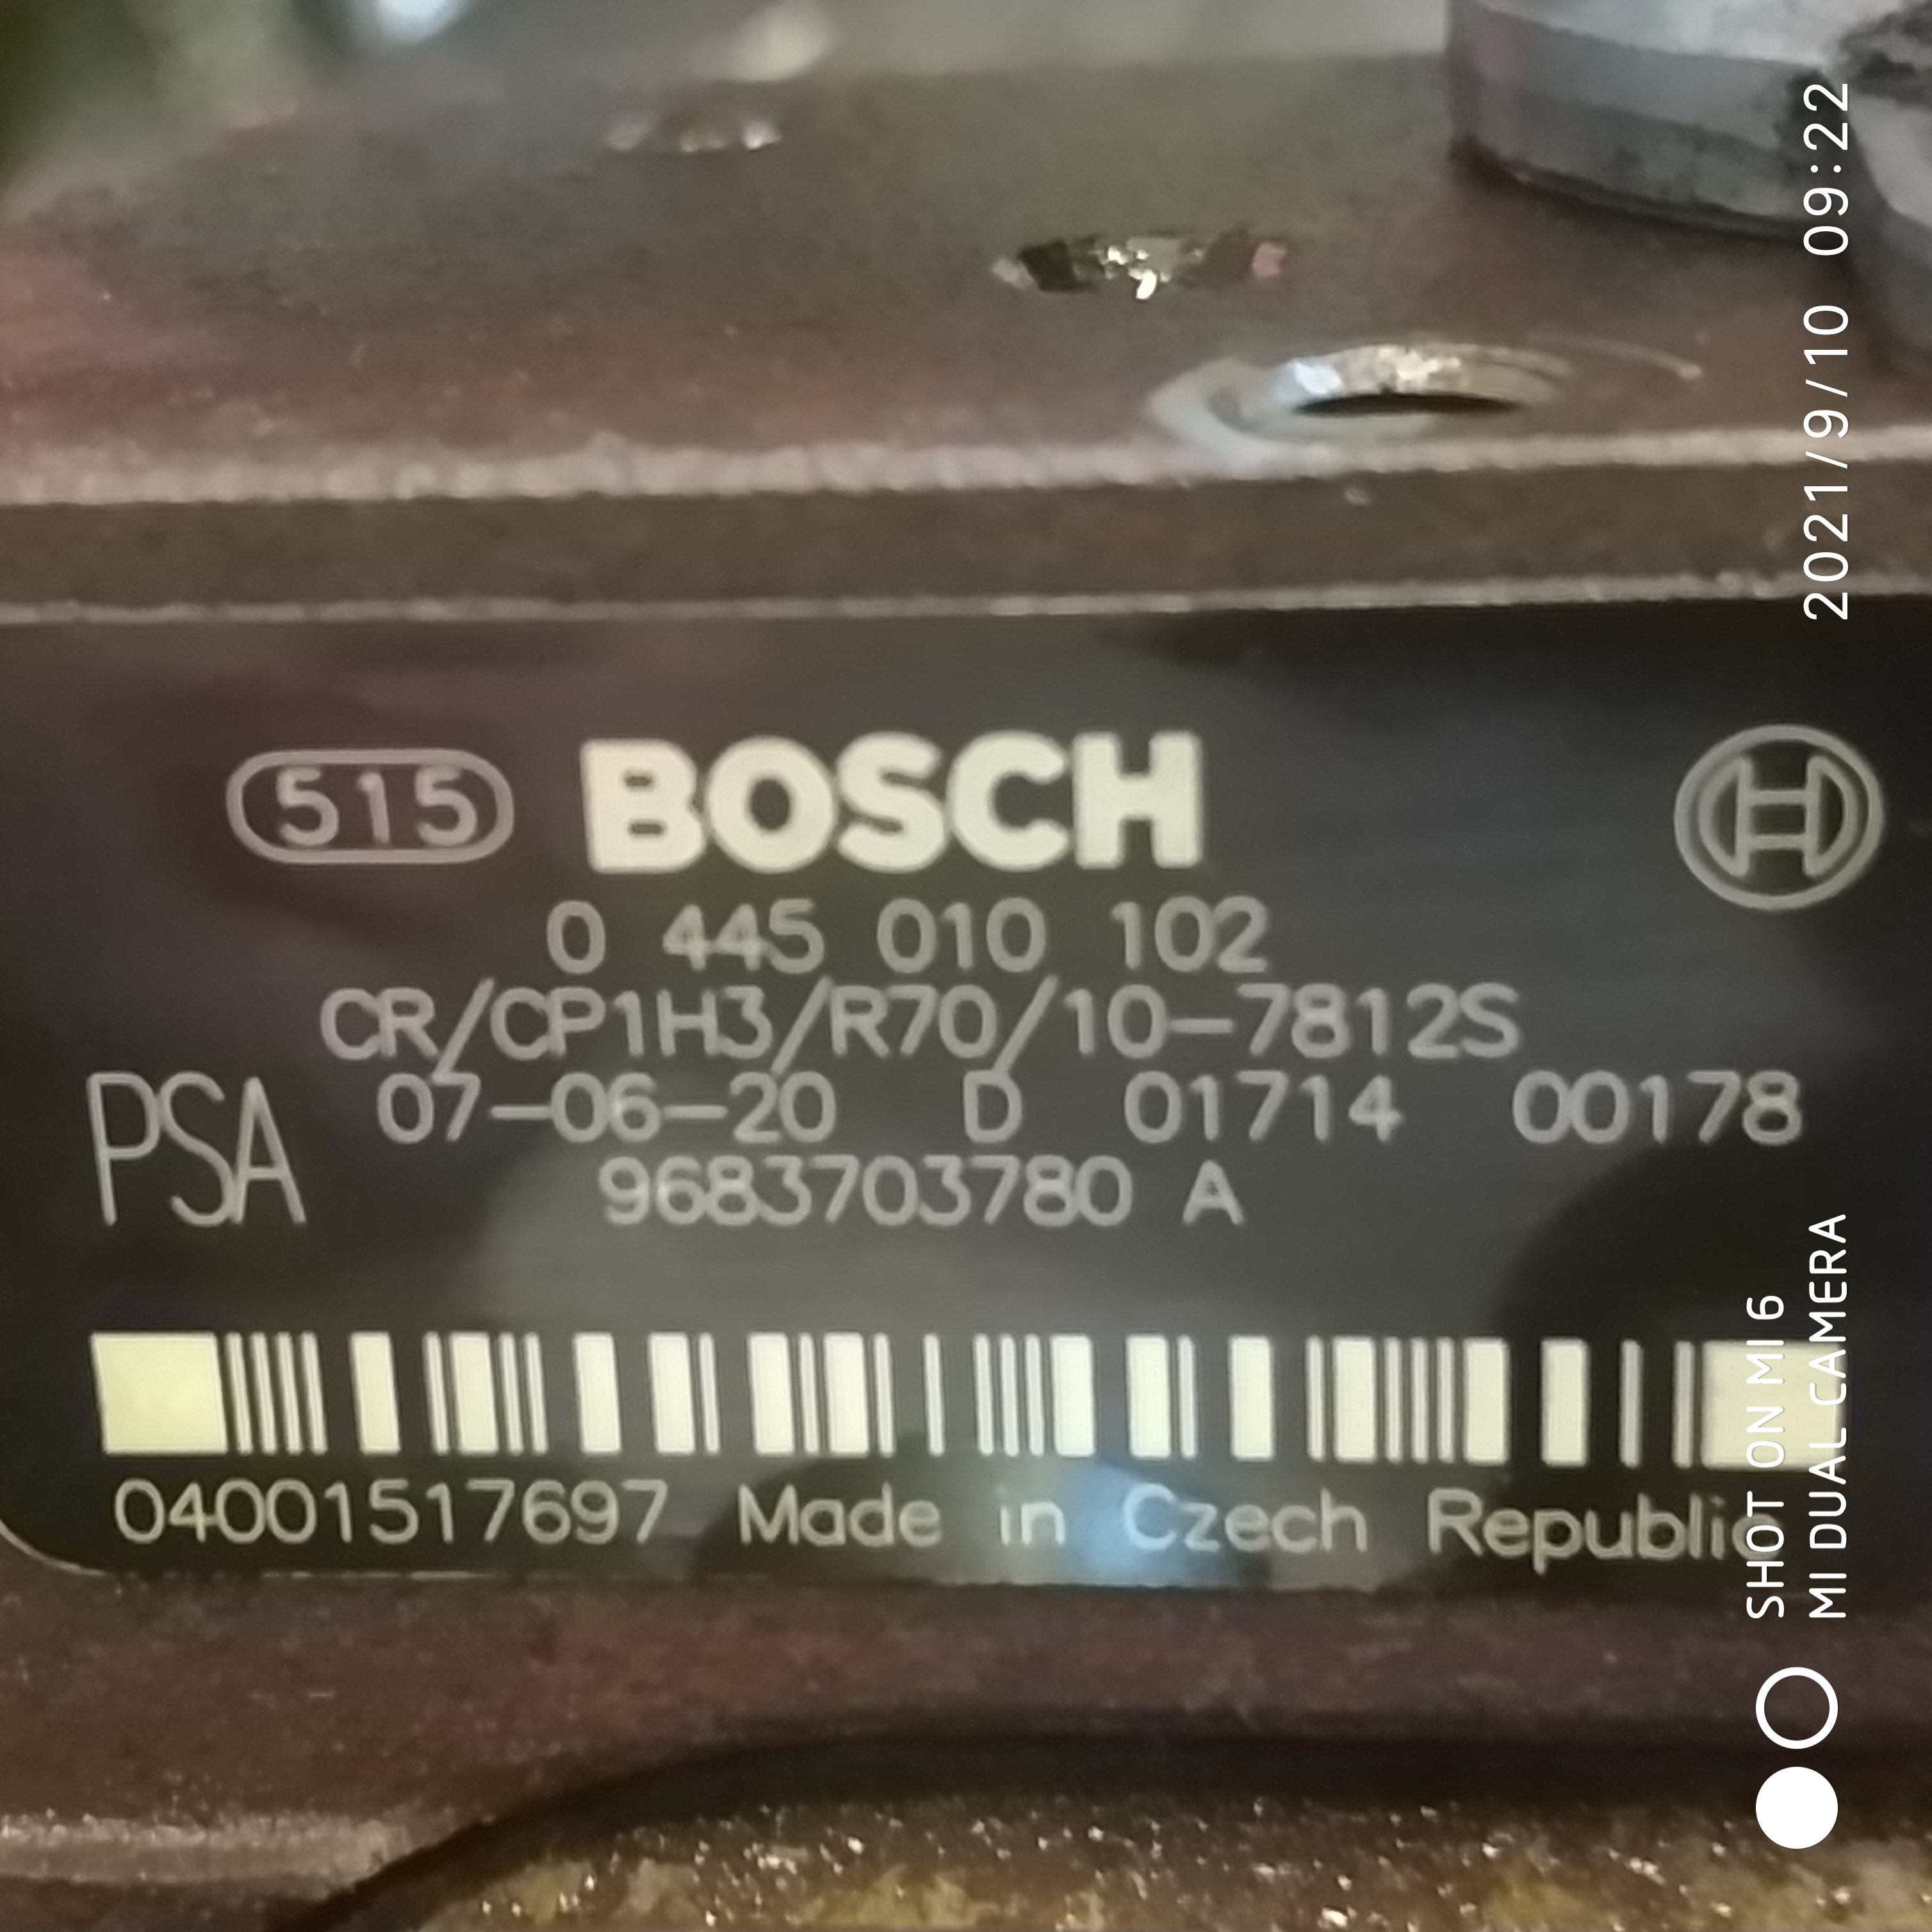 515 BOSCH
0 445 010 102
CR/CP1H3/R70/10-7812S
PSA 07-06-20 D 01714 00178
9683703780 A
04001517697 Made in Czech Republic
2021/9/10 09:22
SHOT ON MI 6
MI DUAL CAMERA